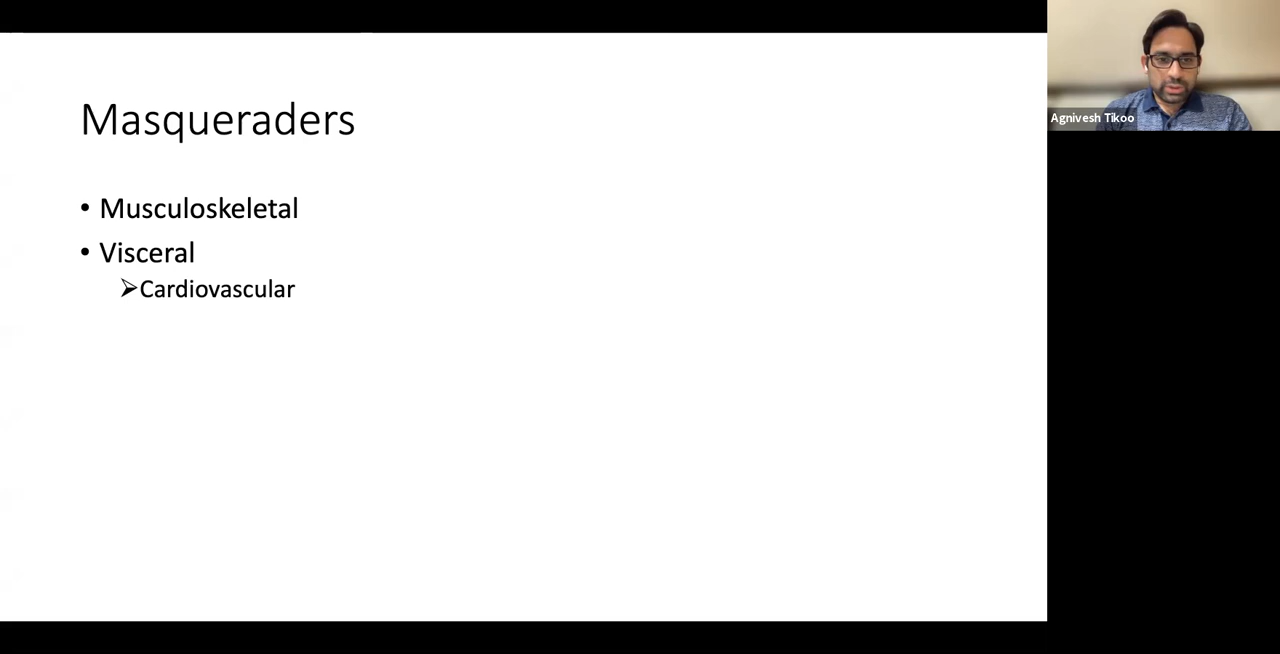 Masqueraders
• Musculoskeletal
• Visceral
➢Cardiovascular
Agnivesh Tikoo